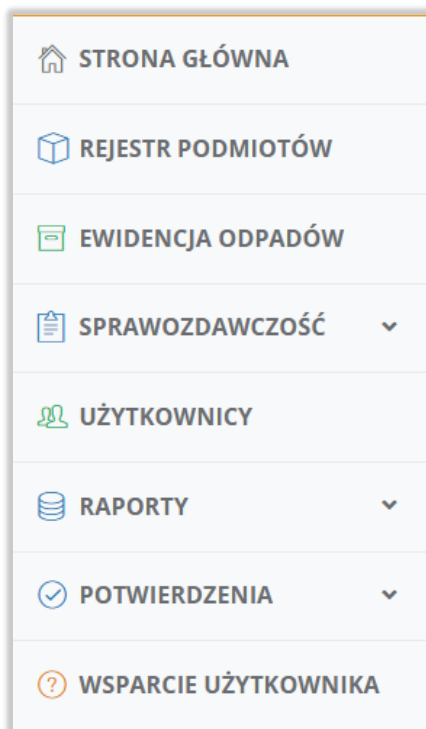 STRONA GŁÓWNA
REJESTR PODMIOTÓW
EWIDENCJA ODPADÓW
SPRAWOZDAWCZOŚĆ
UŻYTKOWNICY
RAPORTY
POTWIERDZENIA
WSPARCIE UŻYTKOWNIKA